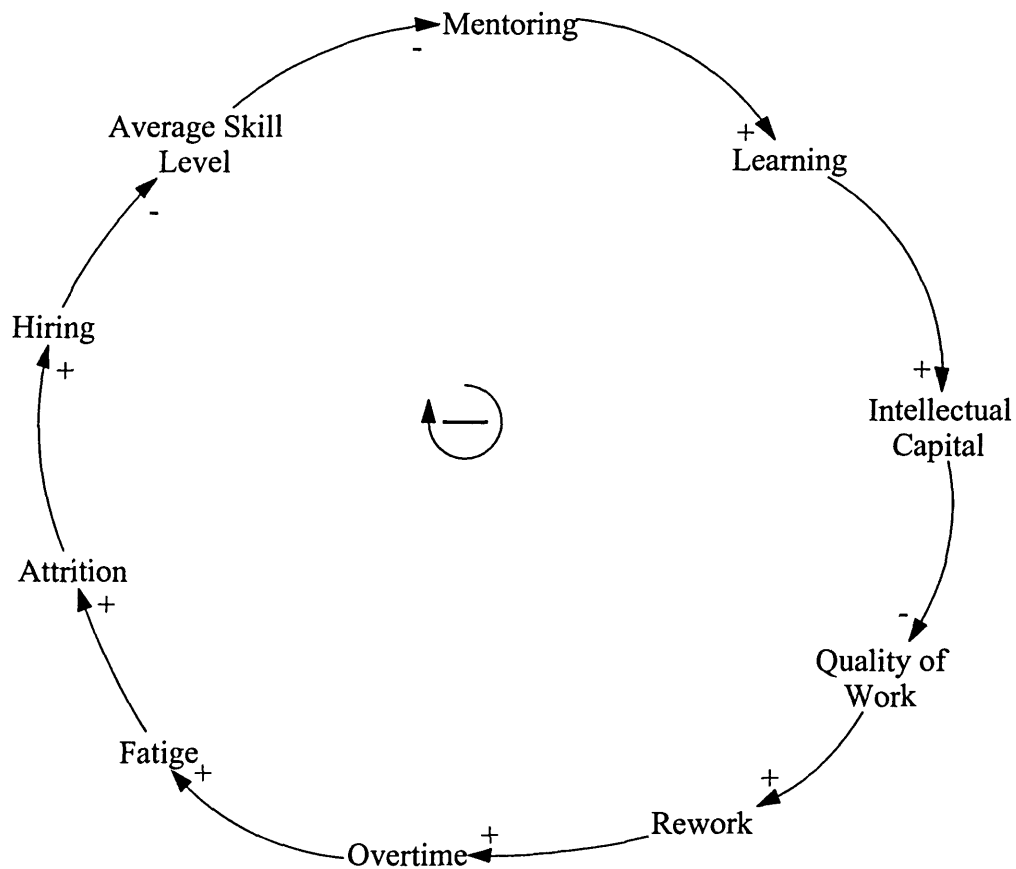 Mentoring
-
Average Skill
Level
+
Learning
-
Hiring
+
+
Intellectual
Capital
—
Attrition
+
-
Quality of
Work
Fatige
+
+
Rework
+
Overtime